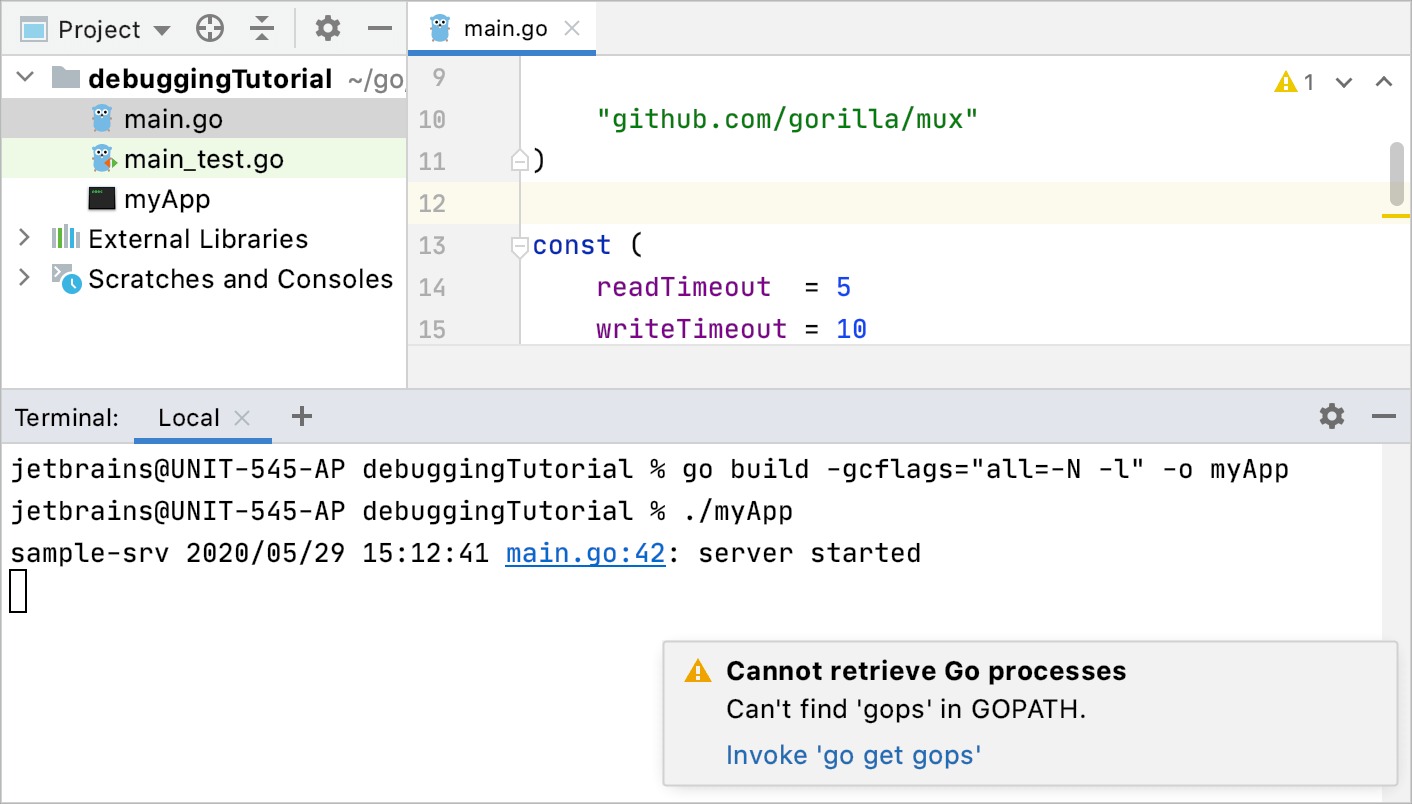 Project
main.go
debuggingTutorial ~/go
main.go
main_test.go
myApp
External Libraries
Scratches and Consoles
1
9
10 "github.com/gorilla/mux"
11 )
12
13 const (
14 readTimeout = 5
15 writeTimeout = 10
Terminal: Local
jetbrains@UNIT-545-AP debuggingTutorial % go build -gcflags="all=-N -l" -o myApp
jetbrains@UNIT-545-AP debuggingTutorial % ./myApp
sample-srv 2020/05/29 15:12:41 main.go:42: server started
Cannot retrieve Go processes
Can't find 'gops' in GOPATH.
Invoke 'go get gops'